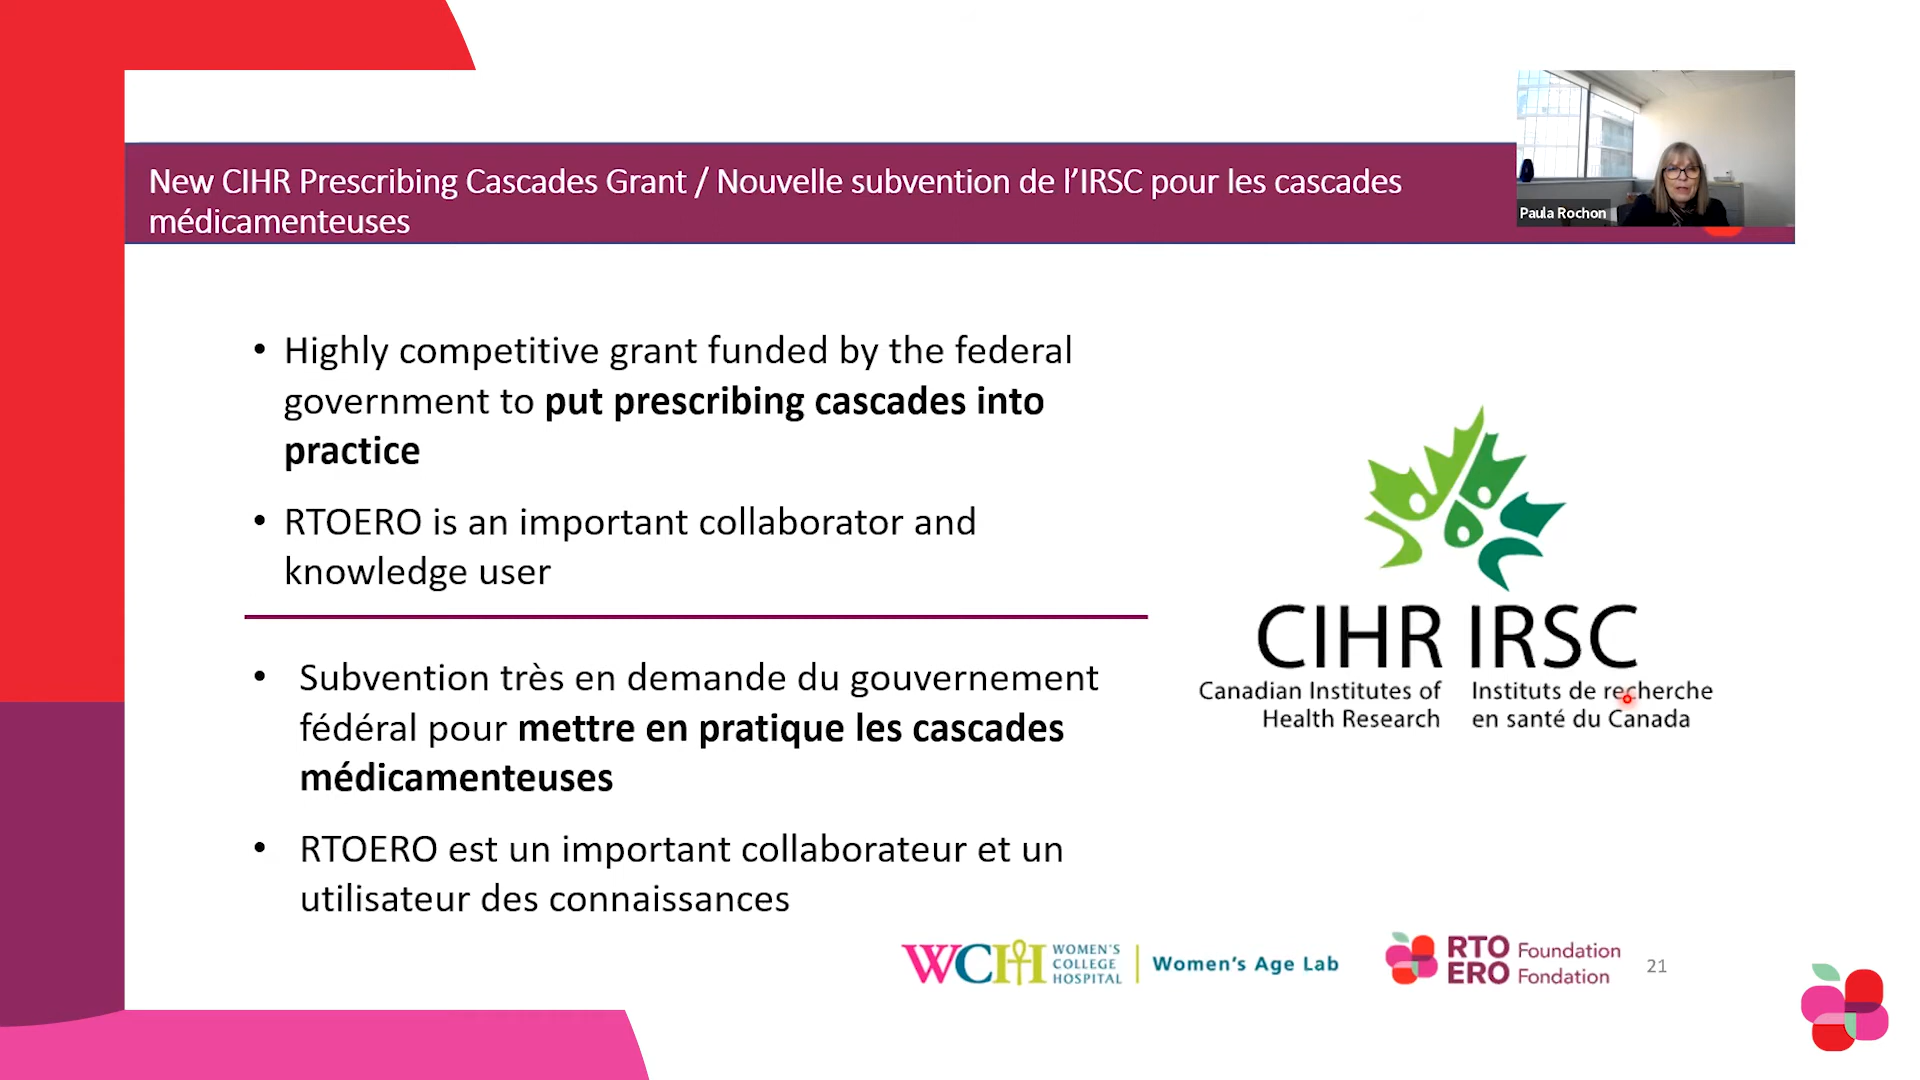 New CIHR Prescribing Cascades Grant / Nouvelle subvention de l’IRSC pour les cascades
médicamenteuses
Paula Rochon
• Highly competitive grant funded by the federal
government to put prescribing cascades into
practice
• RTOERO is an important collaborator and
knowledge user
• Subvention très en demande du gouvernement
fédéral pour mettre en pratique les cascades
médicamenteuses
• RTOERO est un important collaborateur et un
utilisateur des connaissances
CIHR IRSC
Canadian Institutes of Instituts de recherche
Health Research en santé du Canada
WCH WOMEN'S
COLLEGE
HOSPITAL
Women's Age Lab
RTO Foundation
ERO Fondation
21